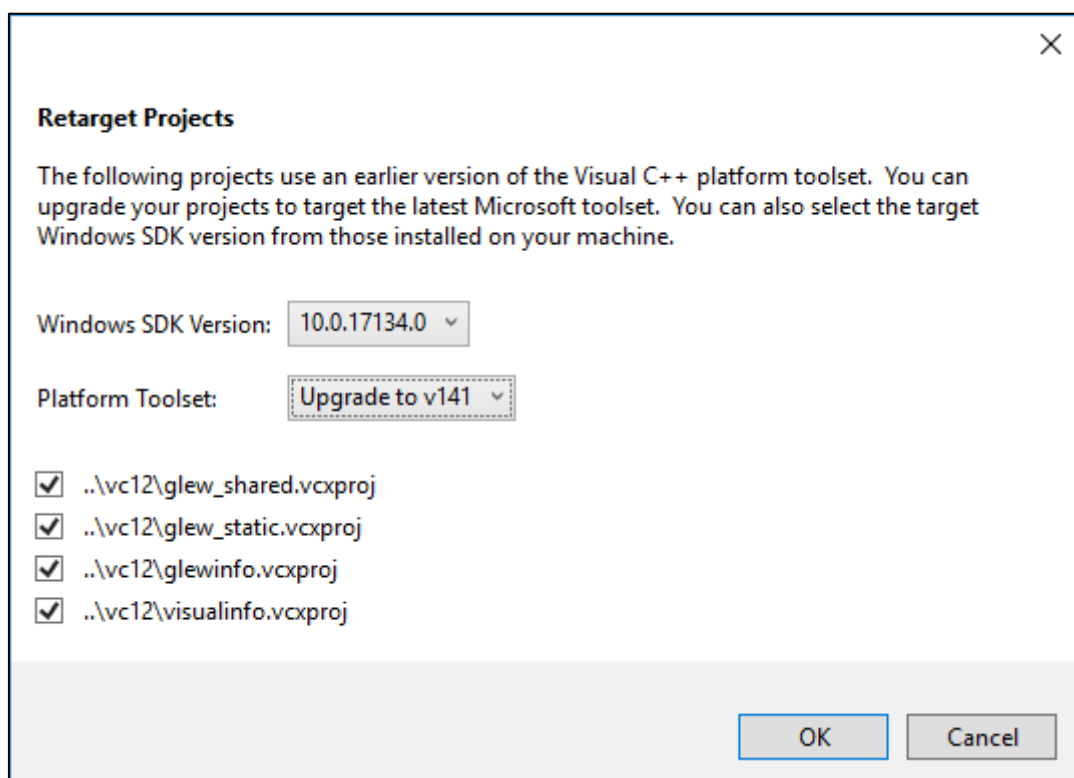 Retarget Projects
The following projects use an earlier version of the Visual C++ platform toolset.  You can
upgrade your projects to target the latest Microsoft toolset.  You can also select the target
Windows SDK version from those installed on your machine.
Windows SDK Version: 10.0.17134.0
Platform Toolset: Upgrade to v141
..\vc12\glew_shared.vcxproj
..\vc12\glew_static.vcxproj
..\vc12\glewinfo.vcxproj
..\vc12\visualinfo.vcxproj
OK Cancel